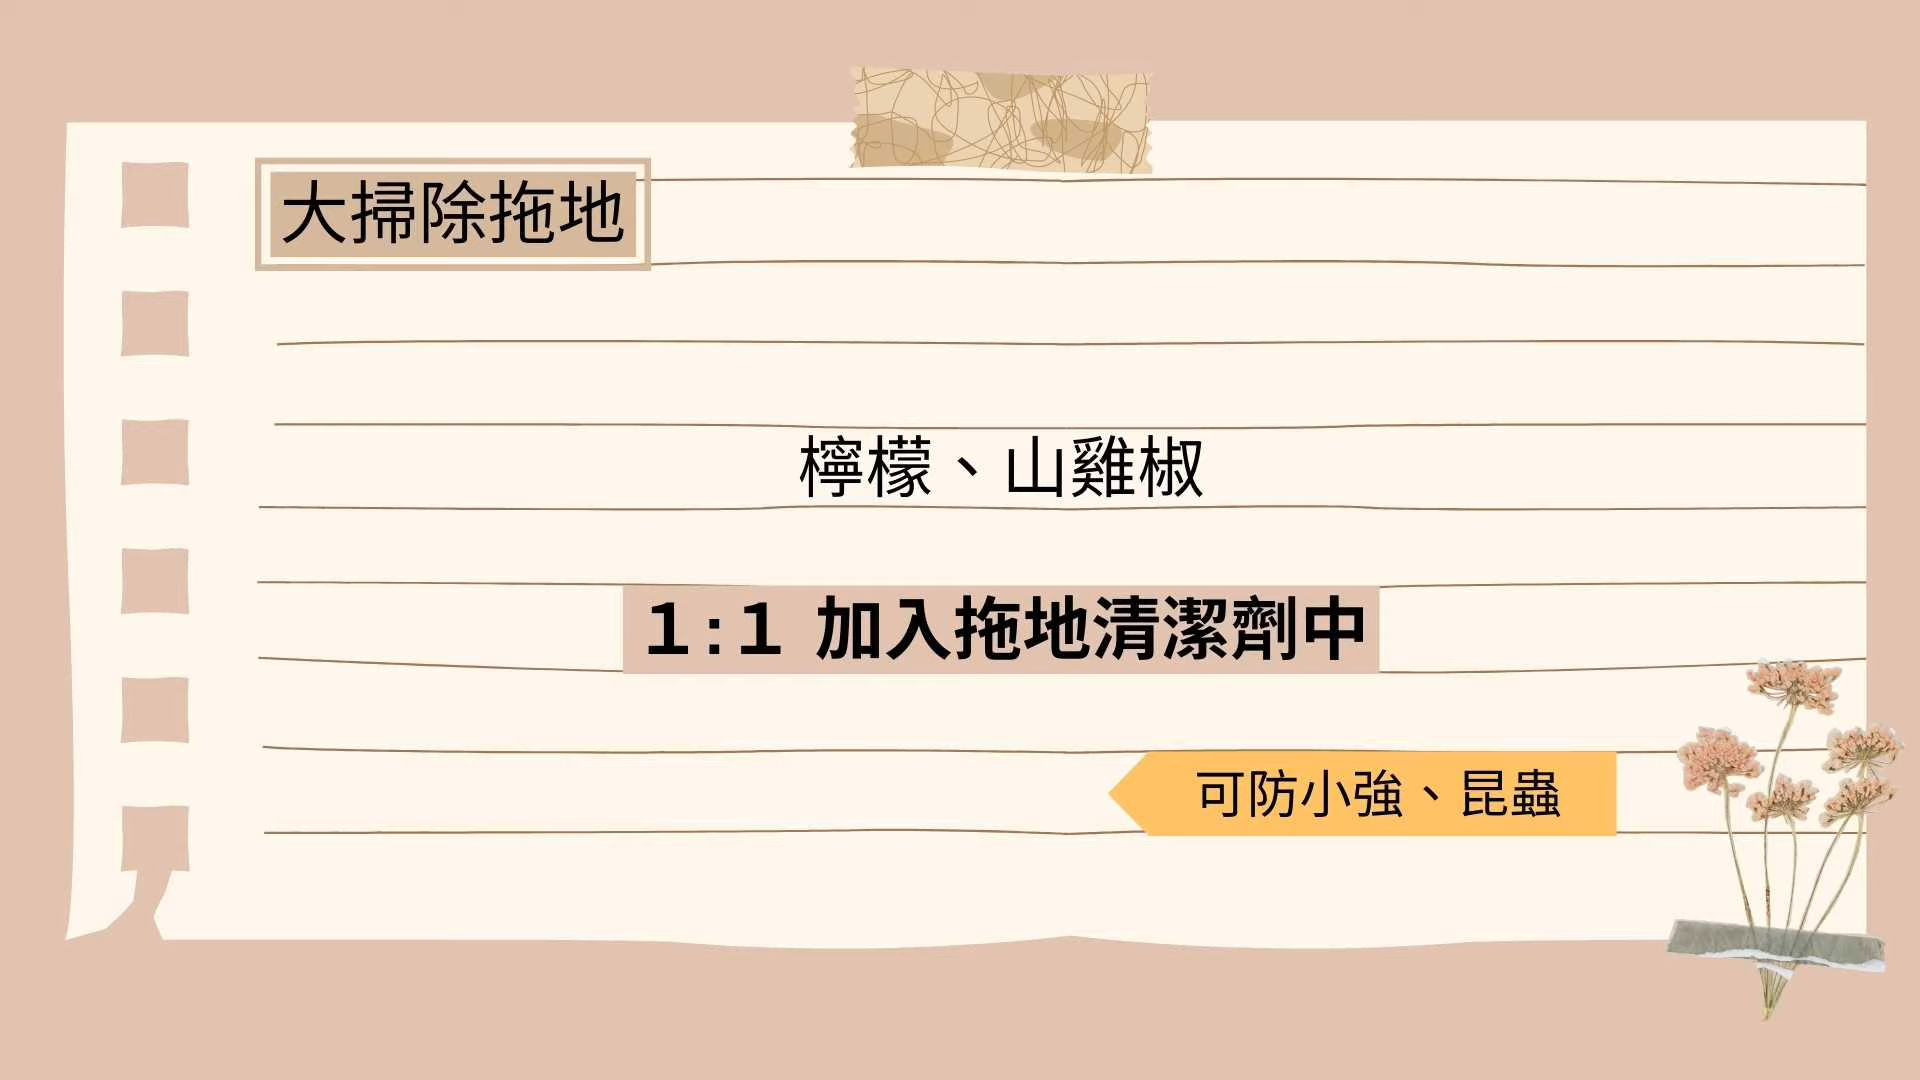 大掃除拖地
檸檬、山雞椒
1:1 加入拖地清潔劑中
可防小強、昆蟲